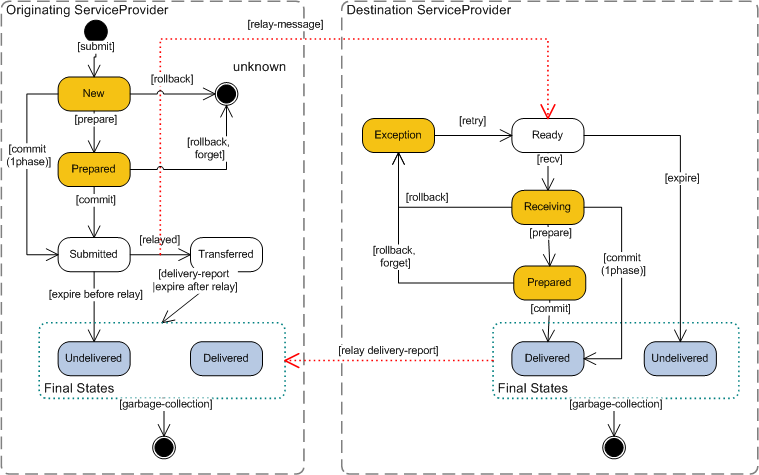 Originating ServiceProvider
[submit]
New
[rollback]
unknown
[prepare]
[commit
(1phase)]
[rollback,
forget]
Prepared
[commit]
Submitted
[relayed]
Transferred
[delivery-report
|expire after relay]
[expire before relay]
Undelivered
Delivered
Final States
[garbage-collection]
[relay-message]
[relay delivery-report]
Destination ServiceProvider
Exception
[retry]
Ready
[recv]
[expire]
[rollback]
Receiving
[prepare]
[rollback,
forget]
[commit
(1phase)]
Prepared
[commit]
Delivered
Undelivered
Final States
[garbage-collection]